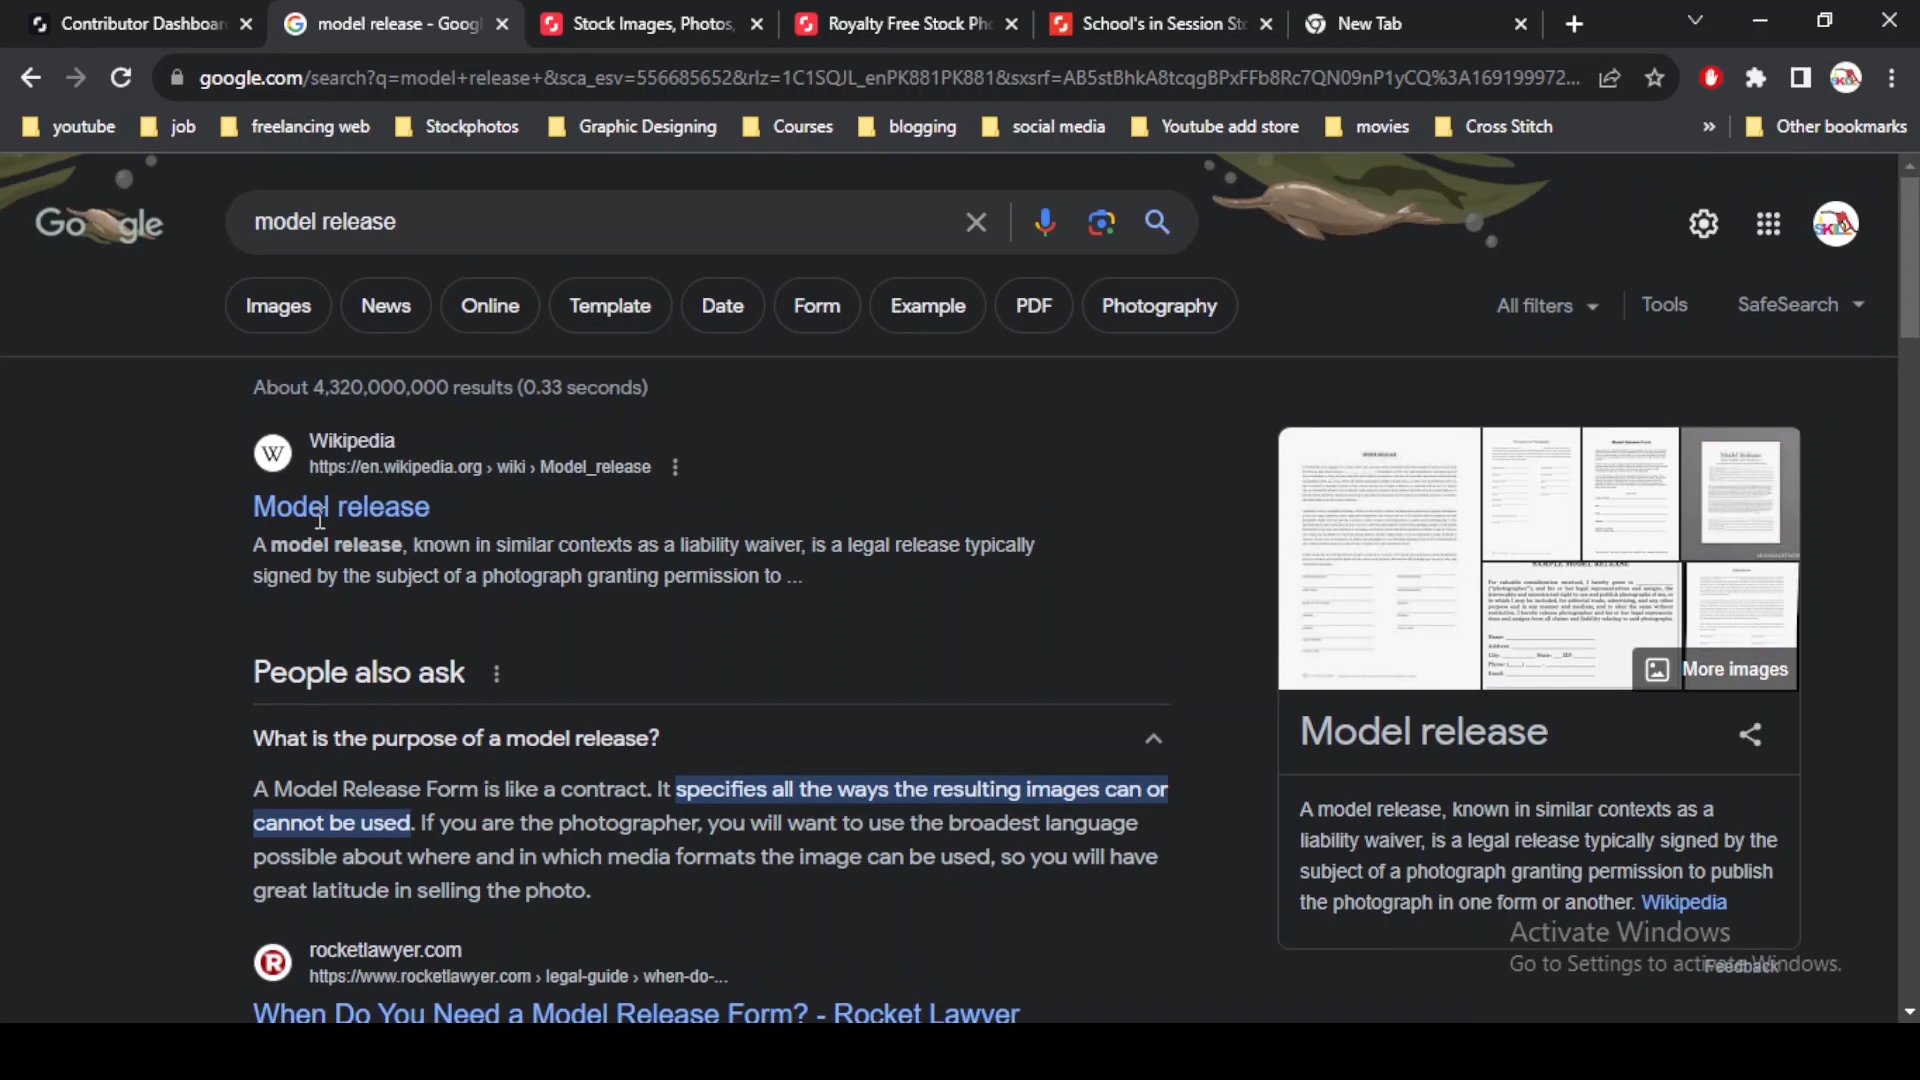 Contributor Dashboar
model release - Goog
Stock Images, Photos,
Royalty Free Stock Ph
School's in Session St
New Tab
google.com/search?q=model+release+&sca_esv=556685652&rlz=1C1SQJL_enPK881PK881&sxsrf=AB5stBhkA8tcqgBPxFFb8Rc7QN09nP1yCQ%3A169199972...
youtube
job
freelancing web
Stockphotos
Graphic Designing
Courses
blogging
social media
Youtube add store
movies
Cross Stitch
»
Other bookmarks
Google
model release
Images
News
Online
Template
Date
Form
Example
PDF
Photography
All filters
Tools
SafeSearch
About 4,320,000,000 results (0.33 seconds)
W
Wikipedia
https://en.wikipedia.org › wiki › Model_release
Model release
A model release, known in similar contexts as a liability waiver, is a legal release typically
signed by the subject of a photograph granting permission to ...
People also ask
What is the purpose of a model release?
A Model Release Form is like a contract. It specifies all the ways the resulting images can or
cannot be used. If you are the photographer, you will want to use the broadest language
possible about where and in which media formats the image can be used, so you will have
great latitude in selling the photo.
R
rocketlawyer.com
https://www.rocketlawyer.com › legal-guide › when-do-...
When Do You Need a Model Release Form? - Rocket Lawyer
SAMPLE MODEL RELEASE
More images
Model release
A model release, known in similar contexts as a
liability waiver, is a legal release typically signed by the
subject of a photograph granting permission to publish
the photograph in one form or another. Wikipedia
Feedback
Activate Windows
Go to Settings to activate Windows.